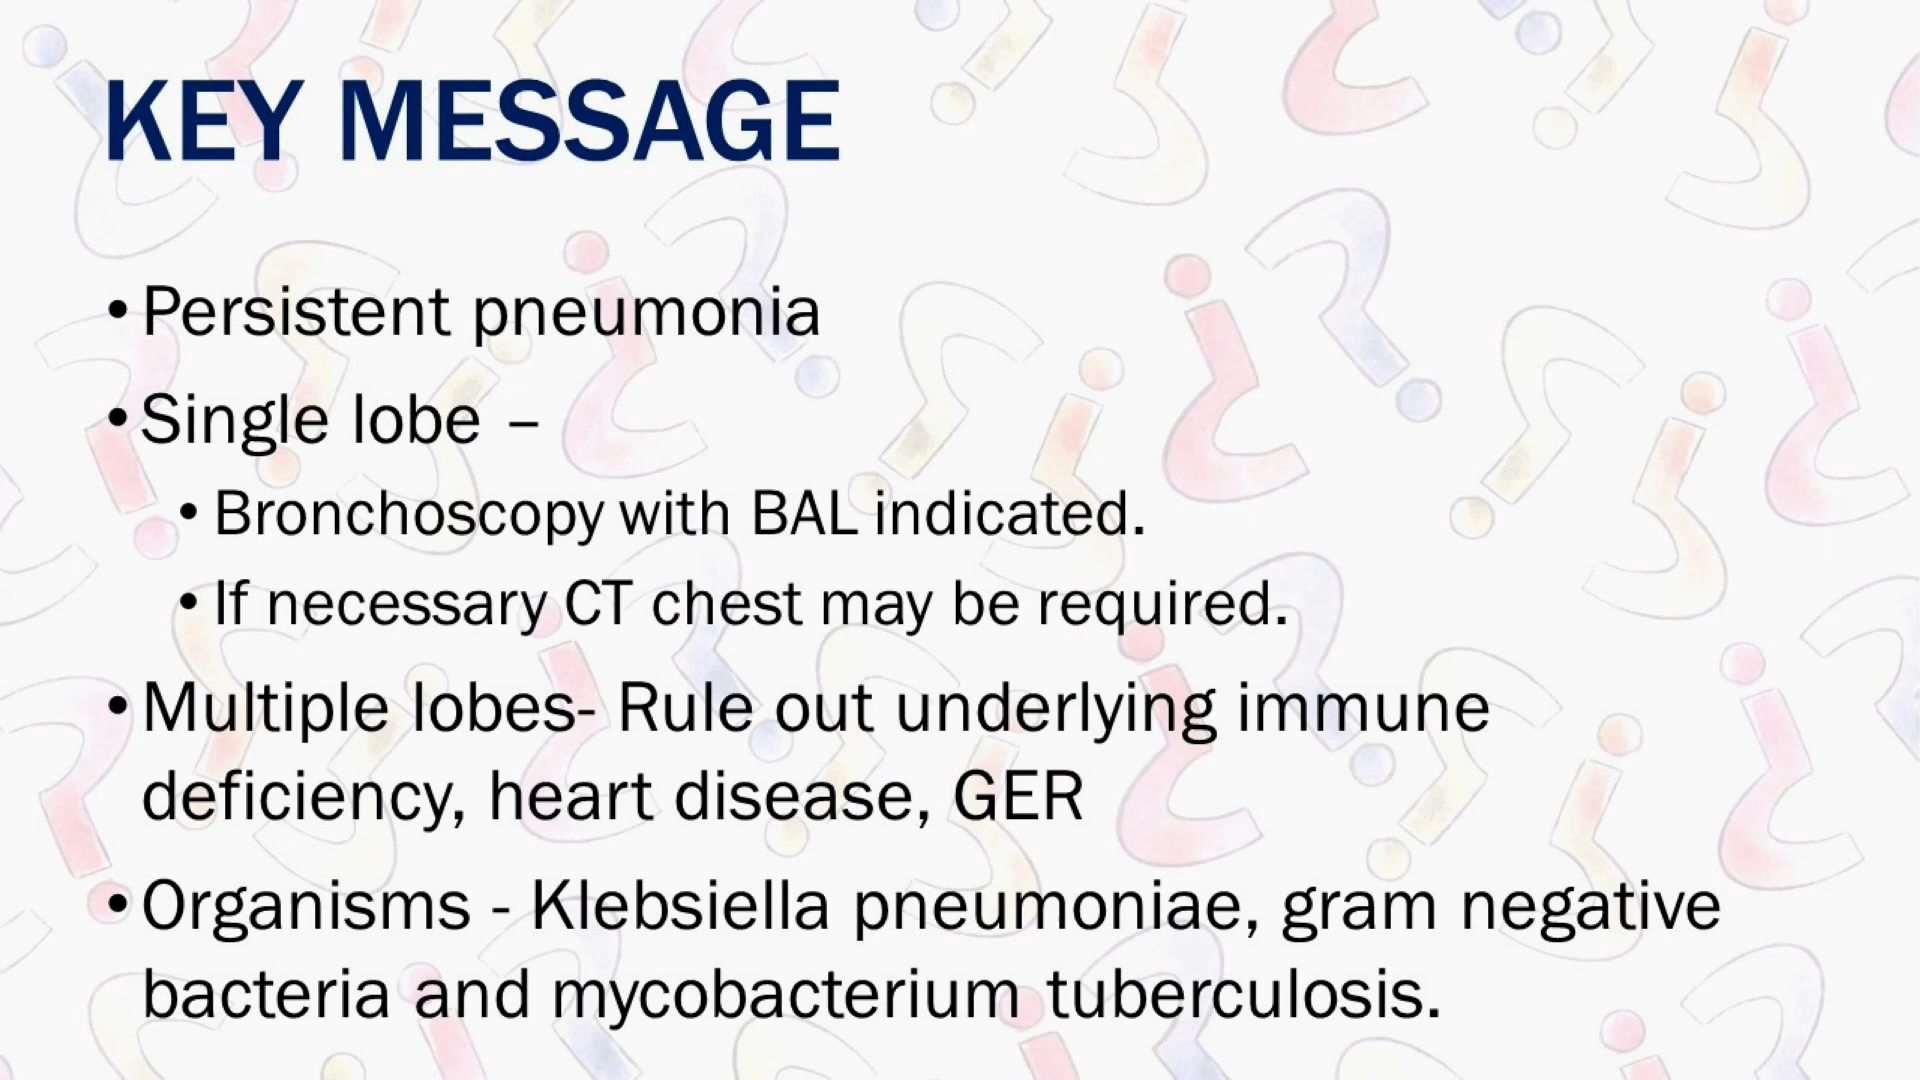 KEY MESSAGE
• Persistent pneumonia
• Single lobe –
• Bronchoscopy with BAL indicated.
• If necessary CT chest may be required.
• Multiple lobes- Rule out underlying immune
deficiency, heart disease, GER
• Organisms - Klebsiella pneumoniae, gram negative
bacteria and mycobacterium tuberculosis.